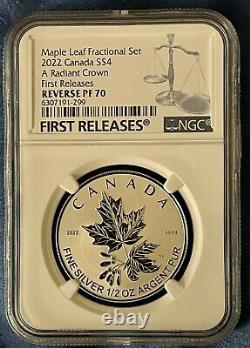 Maple Leaf Fractional Set
2022 Canada S$4
A Radiant Crown
First Releases
REVERSE PF 70
6307191-299
FIRST RELEASES
NGC
CANADA
2022
9999
FINE SILVER 1/2 OZ ARGENT PUR